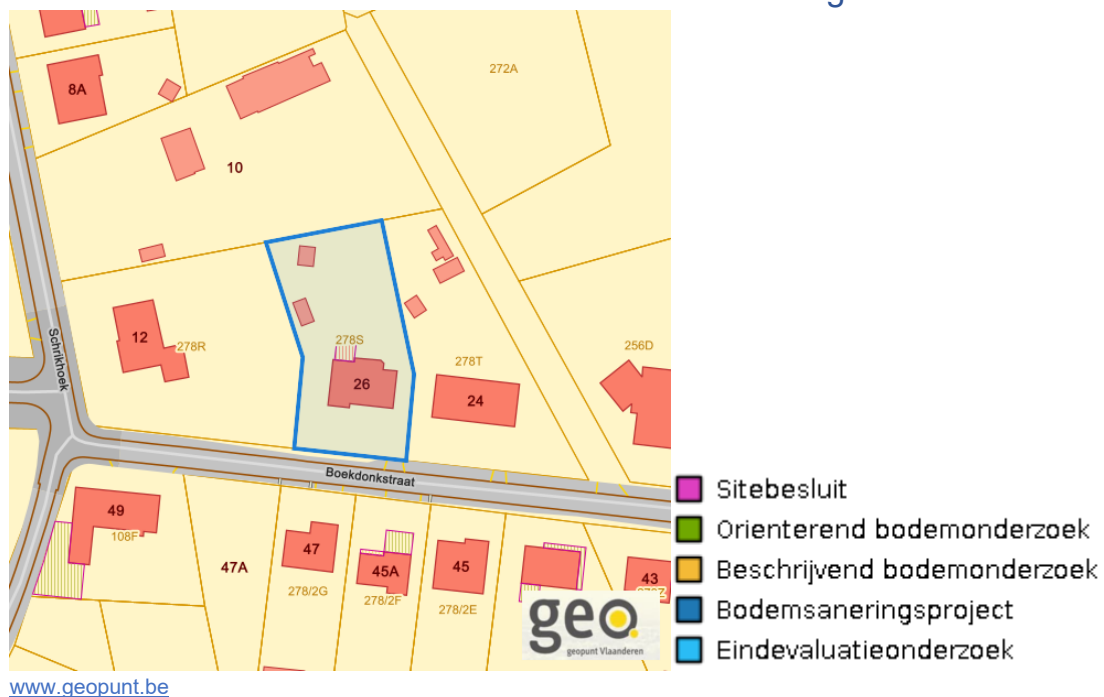 8A
272A
10
Schrikhoek
12
278R
278S
26
278T
24
256D
Boekdonkstraat
49
108F
47A
47
278/2G
45A
278/2F
45
278/2E
43
geo.
geopunt Vlaanderen
Sitebesluit
Orienterend bodemonderzoek
Beschrijvend bodemonderzoek
Bodemsaneringsproject
Eindevaluatieonderzoek
www.geopunt.be